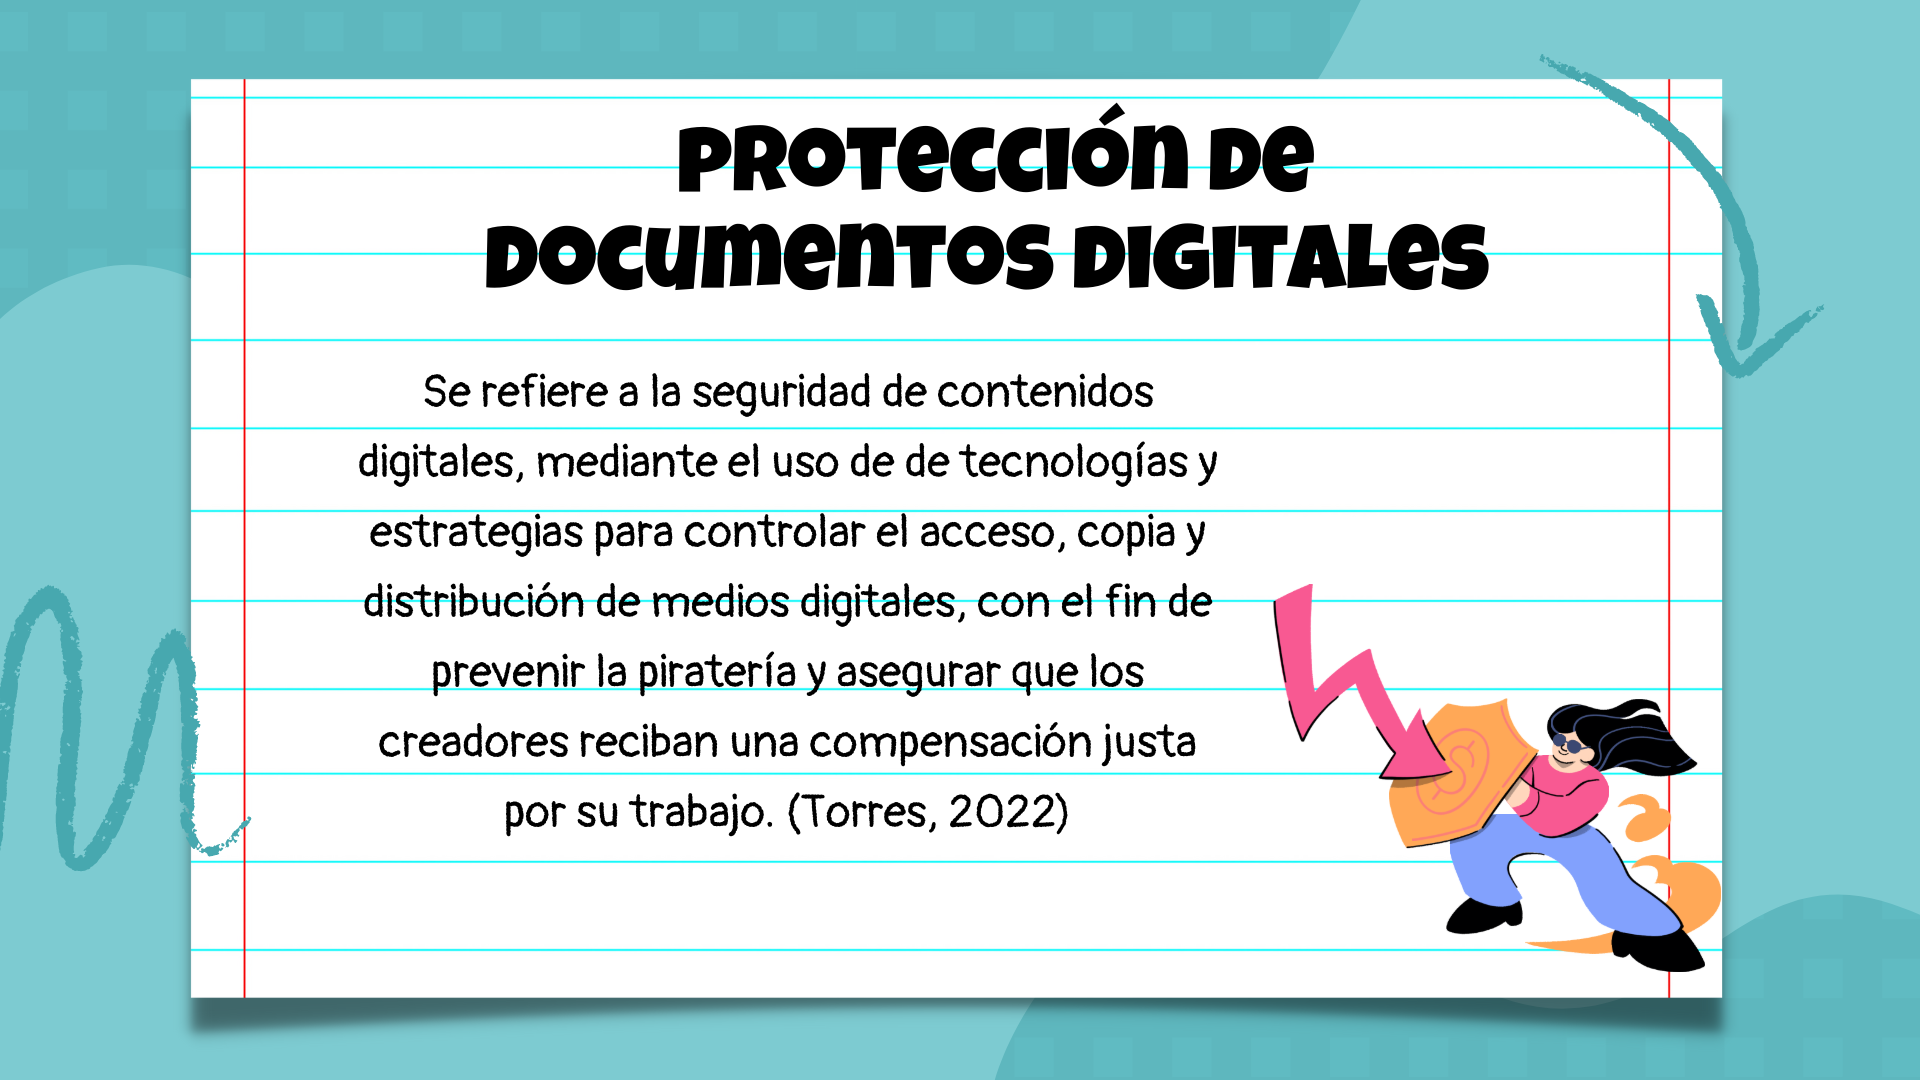 Protección de
documentos digitales
Se refiere a la seguridad de contenidos
digitales, mediante el uso de de tecnologías y
estrategias para controlar el acceso, copia y
distribución de medios digitales, con el fin de
prevenir la piratería y asegurar que los
creadores reciban una compensación justa
por su trabajo. (Torres, 2022)